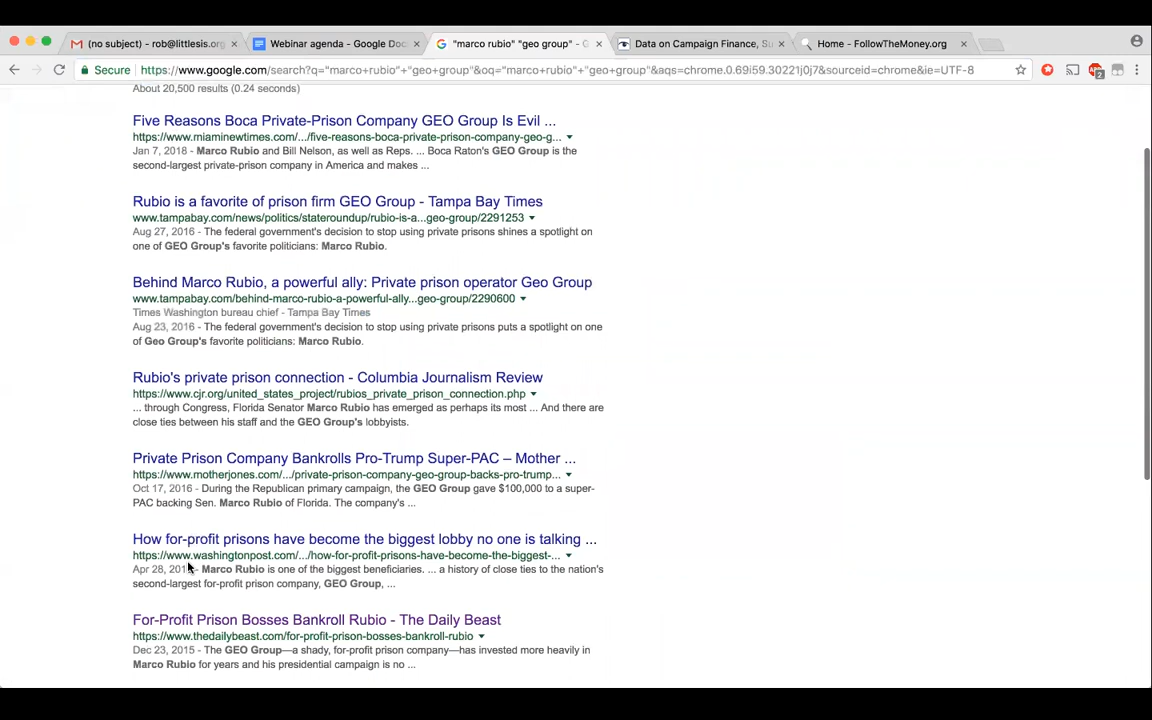 (no subject) - rob@littlesis.org
Webinar agenda - Google Doc
"marco rubio" "geo group" - G
Data on Campaign Finance, Su
Home - FollowTheMoney.org
Secure
https://www.google.com/search?q="marco+rubio"+"geo+group"&oq="marco+rubio"+"geo+group"&aqs=chrome.0.69i59.30221j0j7&sourceid=chrome&ie=UTF-8
2
About 20,500 results (0.24 seconds)
Five Reasons Boca Private-Prison Company GEO Group Is Evil ...
https://www.miaminewtimes.com/.../five-reasons-boca-private-prison-company-geo-g...
Jan 7, 2018 - Marco Rubio and Bill Nelson, as well as Reps. ... Boca Raton's GEO Group is the
second-largest private-prison company in America and makes ...
Rubio is a favorite of prison firm GEO Group - Tampa Bay Times
www.tampabay.com/news/politics/stateroundup/rubio-is-a...geo-group/2291253
Aug 27, 2016 - The federal government's decision to stop using private prisons shines a spotlight on
one of GEO Group's favorite politicians: Marco Rubio.
Behind Marco Rubio, a powerful ally: Private prison operator Geo Group
www.tampabay.com/behind-marco-rubio-a-powerful-ally...geo-group/2290600
Times Washington bureau chief - Tampa Bay Times
Aug 23, 2016 - The federal government's decision to stop using private prisons puts a spotlight on one
of Geo Group's favorite politicians: Marco Rubio.
Rubio's private prison connection - Columbia Journalism Review
https://www.cjr.org/united_states_project/rubios_private_prison_connection.php
... through Congress, Florida Senator Marco Rubio has emerged as perhaps its most ... And there are
close ties between his staff and the GEO Group's lobbyists.
Private Prison Company Bankrolls Pro-Trump Super-PAC – Mother ...
https://www.motherjones.com/.../private-prison-company-geo-group-backs-pro-trump...
Oct 17, 2016 - During the Republican primary campaign, the GEO Group gave $100,000 to a super-
PAC backing Sen. Marco Rubio of Florida. The company's ...
How for-profit prisons have become the biggest lobby no one is talking ...
https://www.washingtonpost.com/.../how-for-profit-prisons-have-become-the-biggest-...
Apr 28, - Marco Rubio is one of the biggest beneficiaries. ... a history of close ties to the nation's
second-largest for-profit prison company, GEO Group, ...
For-Profit Prison Bosses Bankroll Rubio - The Daily Beast
https://www.thedailybeast.com/for-profit-prison-bosses-bankroll-rubio
Dec 23, 2015 - The GEO Group—a shady, for-profit prison company—has invested more heavily in
Marco Rubio for years and his presidential campaign is no ...